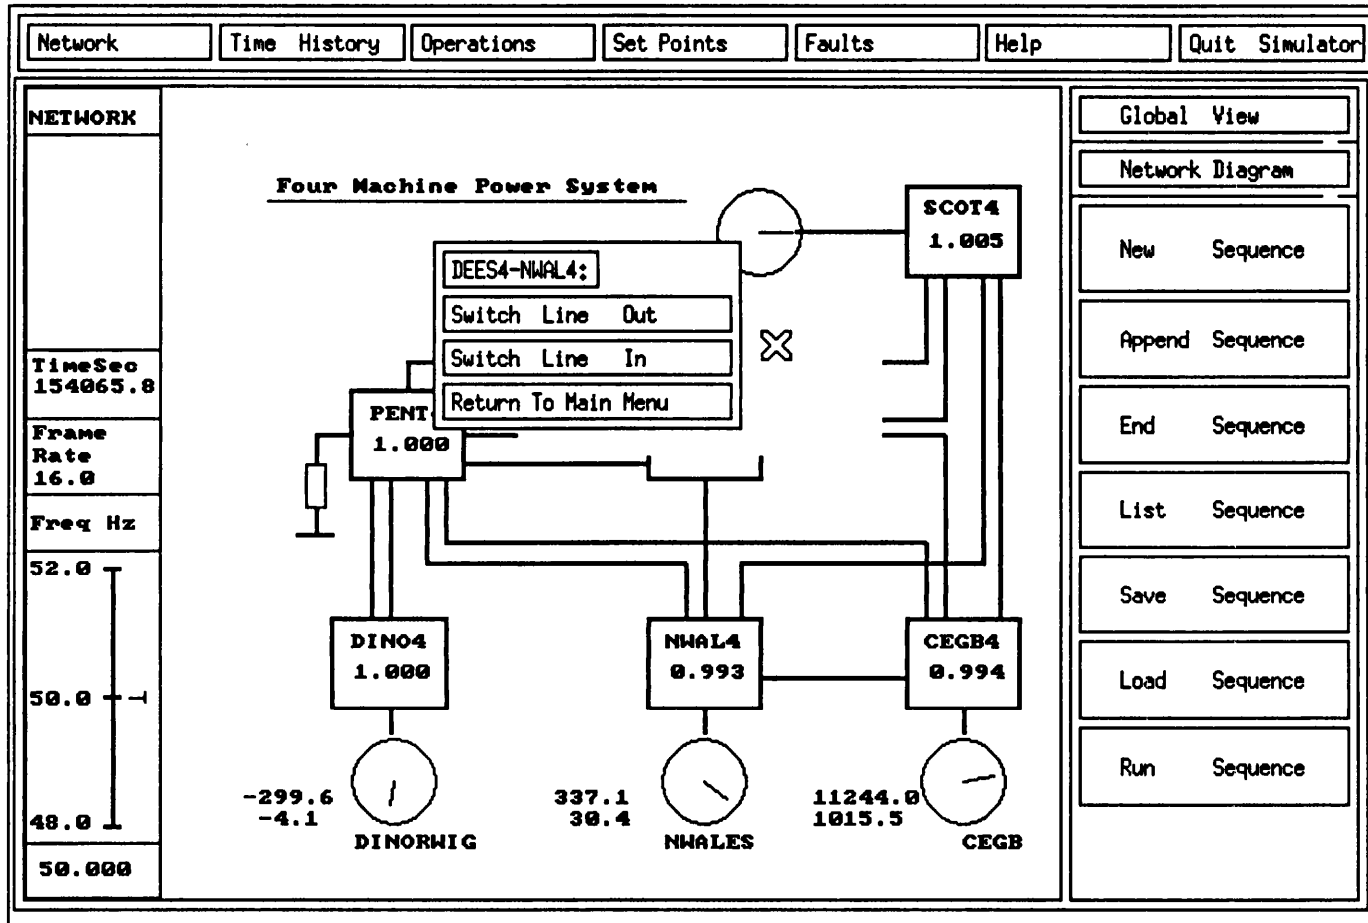 Network
Time History
Operations
Set Points
Faults
Help
Quit Simulator
NETWORK
TimeSec
154065.8
Frame
Rate
16.0
Freq Hz
52.0
50.0
48.0
50.000
Four Machine Power System
SCOT4
1.005
DEES4-NWAL4:
Switch Line Out
Switch Line In
Return To Main Menu
PENT
1.000
DINO4
1.000
NWAL4
0.993
CEGB4
0.994
-299.6
-4.1
DINORWIG
337.1
30.4
NWALES
11244.0
1015.5
CEGB
Global View
Network Diagram
New Sequence
Append Sequence
End Sequence
List Sequence
Save Sequence
Load Sequence
Run Sequence